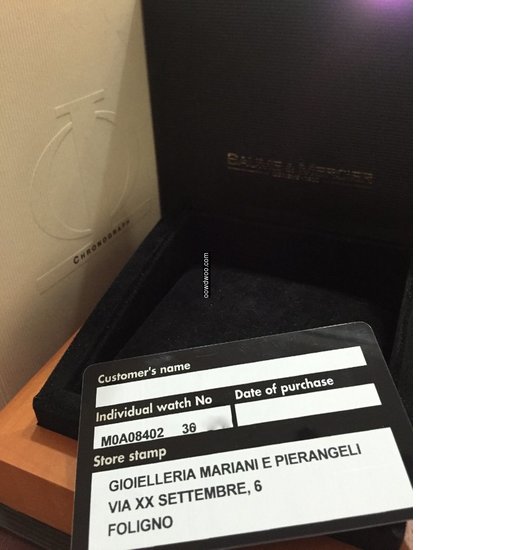 BAUME & MERCIER
CHRONOGRAPH
oowdwoo.com
Customer's name
Individual watch No
Date of purchase
M0A08402 36
Store stamp
GIOIELLERIA MARIANI E PIERANGELI
VIA XX SETTEMBRE, 6
FOLIGNO